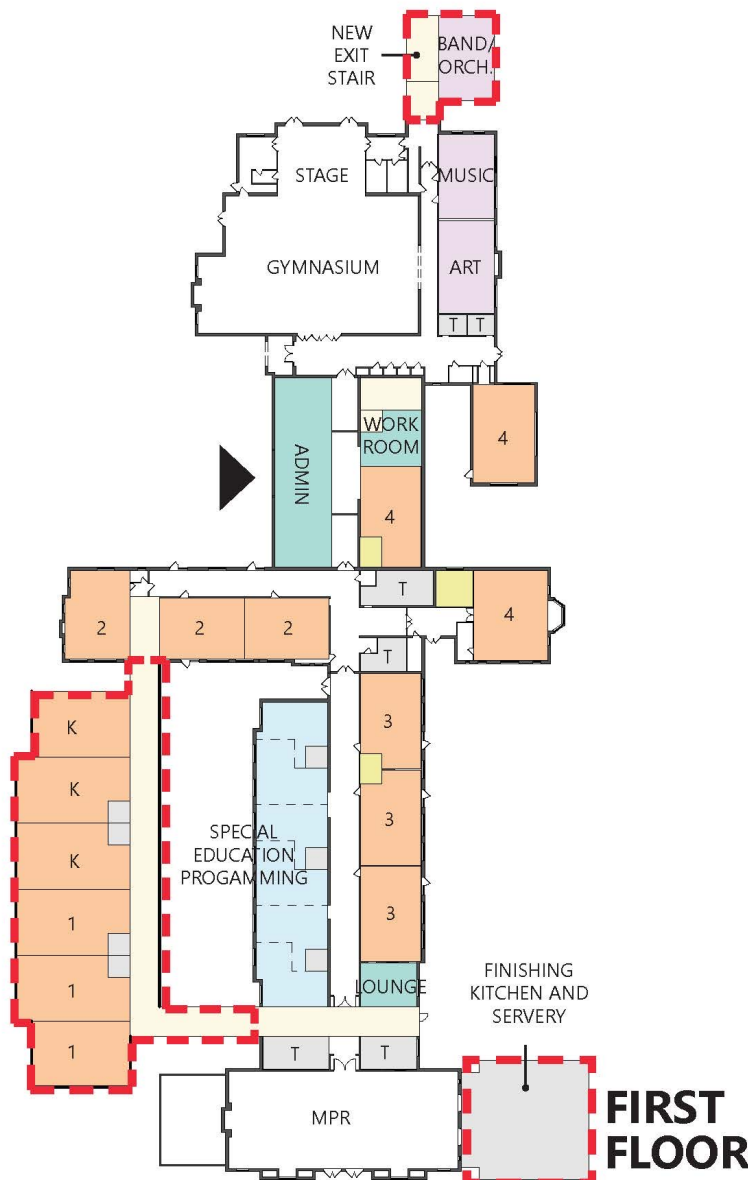 NEW
EXIT
STAIR
BAND/
ORCH.
STAGE
MUSIC
GYMNASIUM
ART
T
T
4
WORK
ROOM
ADMIN
4
T
2
2
2
4
T
K
3
K
3
K
SPECIAL
EDUCATION
PROGAMMING
1
3
1
LOUNGE
FINISHING
KITCHEN AND
SERVERY
1
T
T
MPR
FIRST
FLOOR